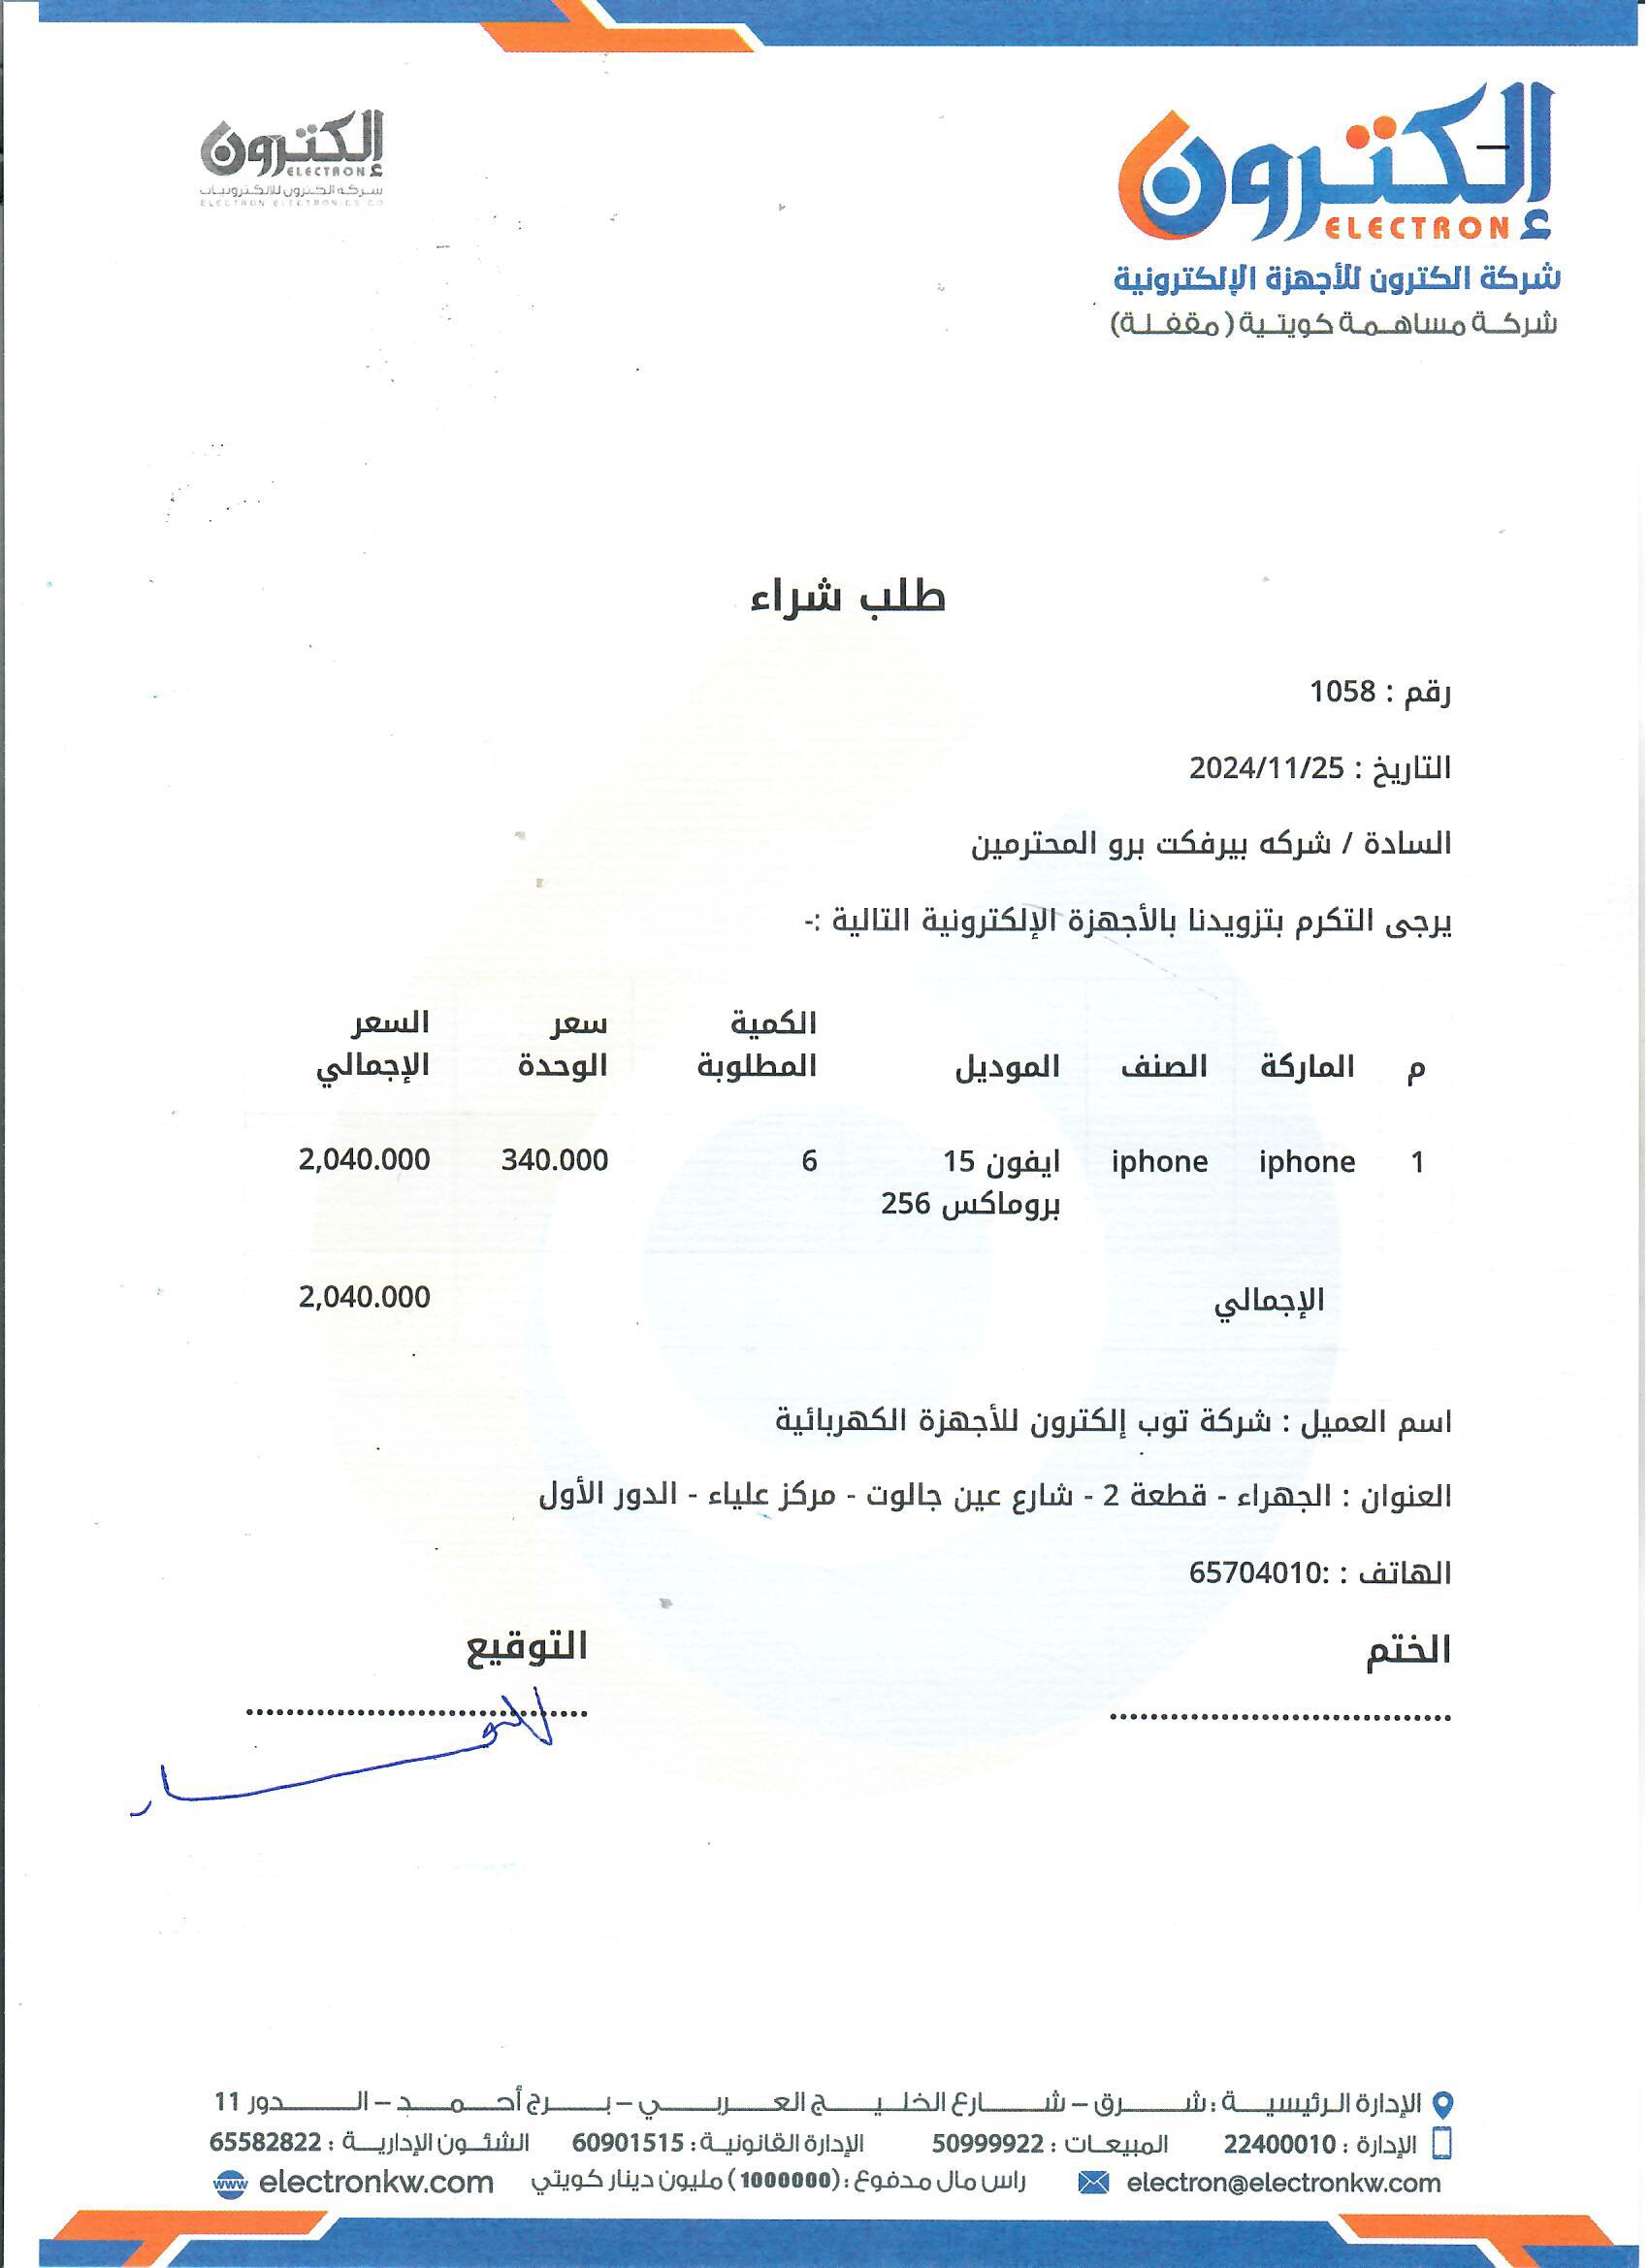 إلكترون
ELECTRON
شركة الكترون للأجهزة الإلكترونية
شركة مساهمة كويتية (مقفلة)
إلكترون
ELECTRON
شركة إلكترون للإلكترونيات
ELECTRON ELECTRONICS CO
طلب شراء
رقم : 1058
التاريخ : 2024/11/25
السادة / شركه بيرفكت برو المحترمين
يرجى التكرم بتزويدنا بالأجهزة الإلكترونية التالية :-
م الماركة الصنف الموديل الكمية المطلوبة سعر الوحدة السعر الإجمالي
1 iphone iphone ايفون 15 بروماكس 256 6 340.000 2,040.000
الإجمالي 2,040.000
اسم العميل : شركة توب إلكترون للأجهزة الكهربائية
العنوان : الجهراء - قطعة 2 - شارع عين جالوت - مركز علياء - الدور الأول
الهاتف : :65704010
الختم التوقيع
الإدارة الرئيسية : شرق – شارع الخليج العربي – برج أحمد – الدور 11
الإدارة : 22400010 المبيعات : 50999922 الإدارة القانونية : 60901515 الشئون الإدارية : 65582822
electron@electronkw.com راس مال مدفوع : (1000000) مليون دينار كويتي www electronkw.com